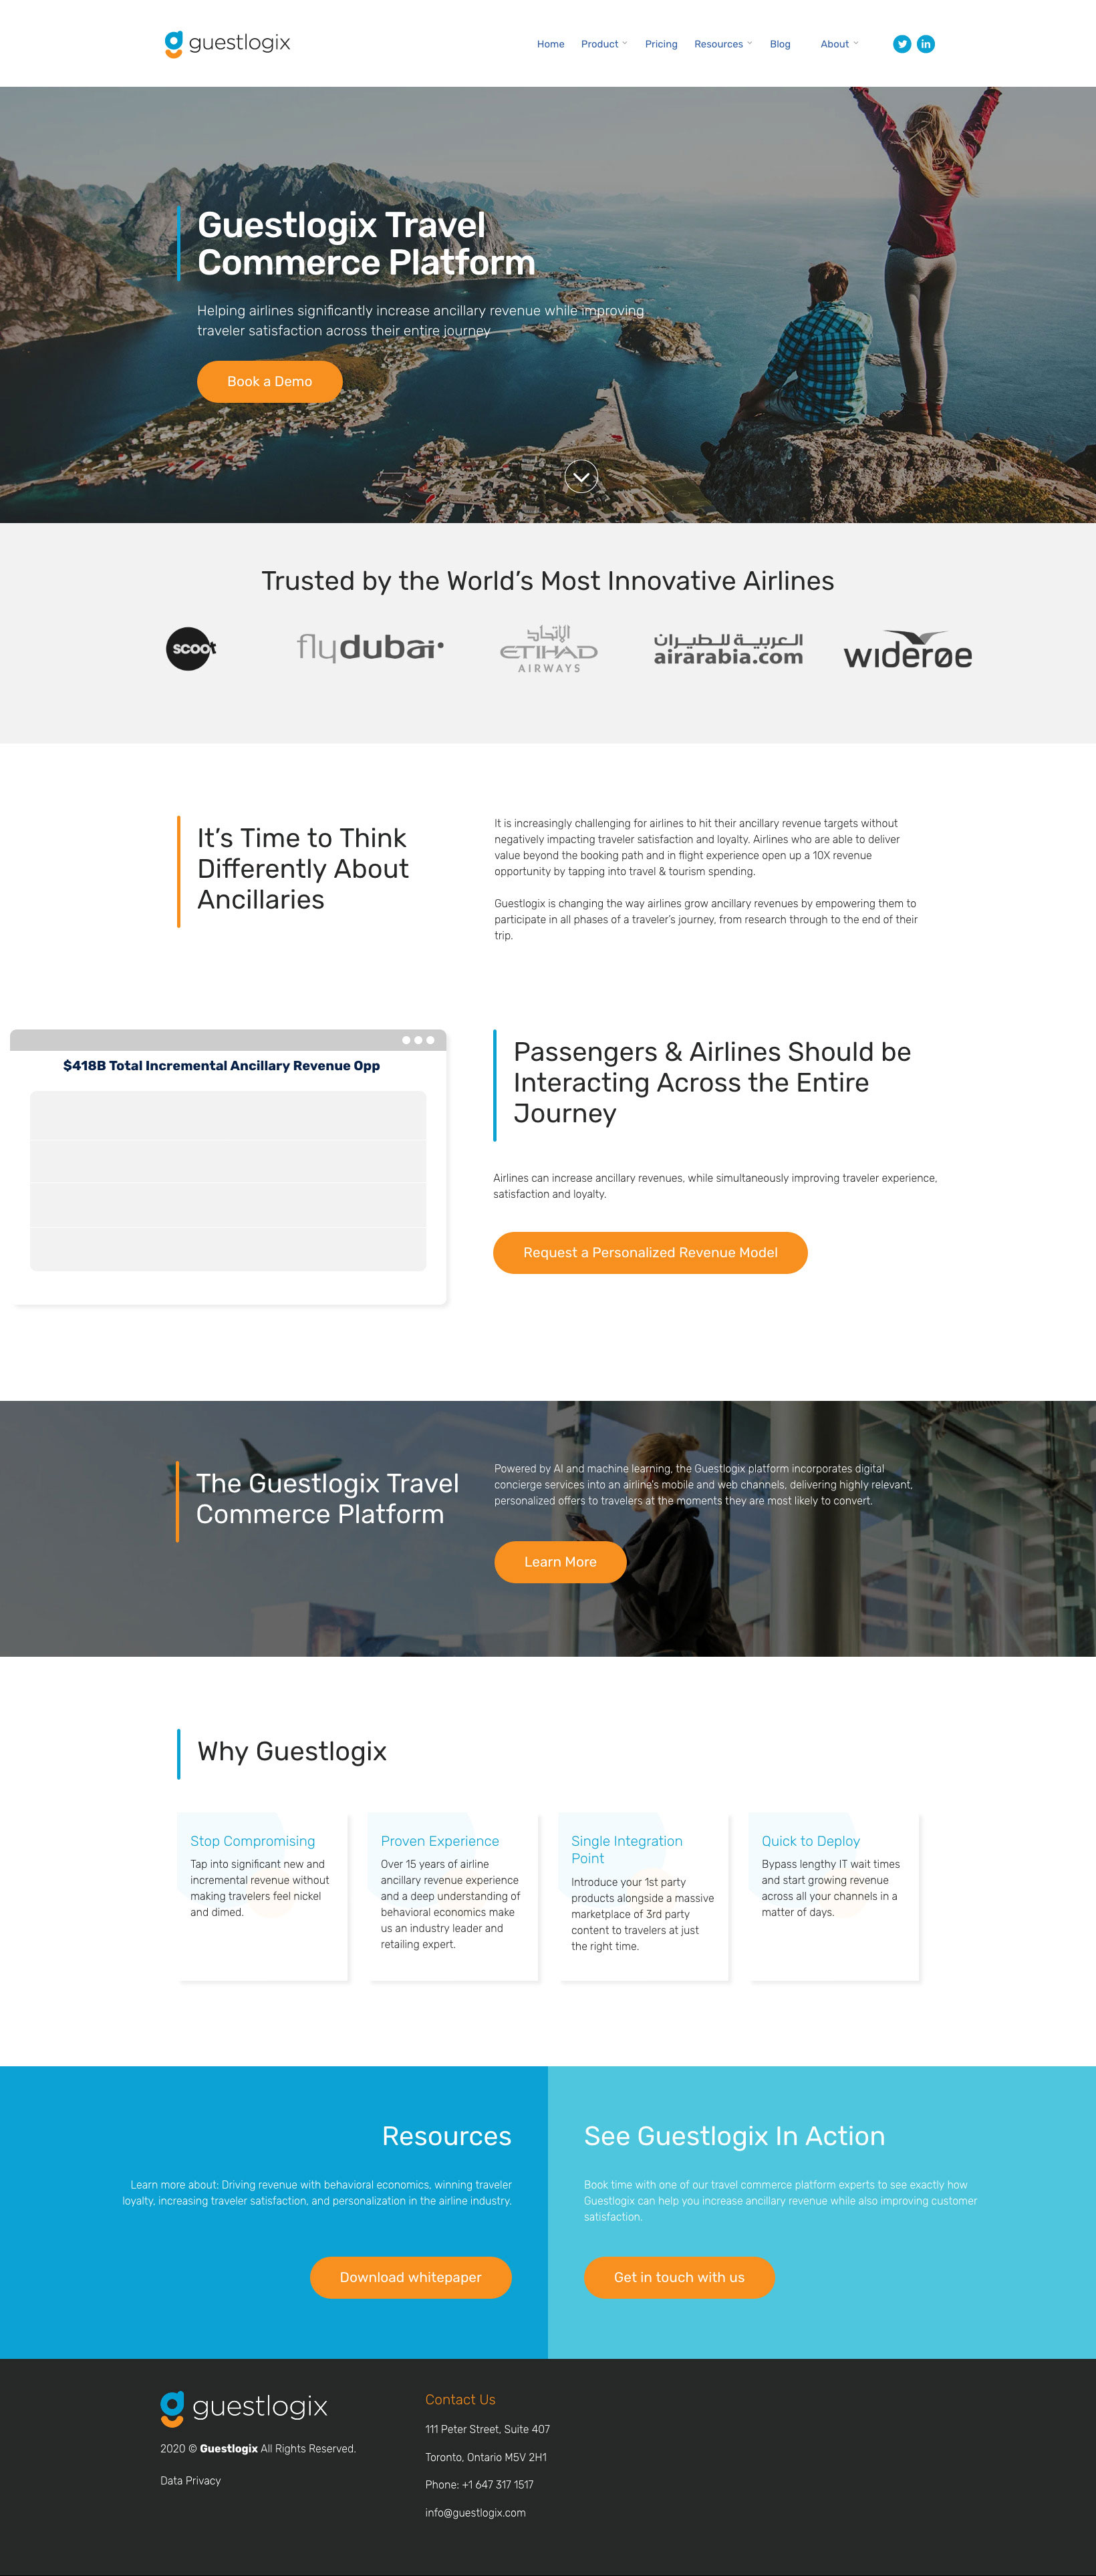 guestlogix
Home Product Pricing Resources Blog About
Guestlogix Travel
Commerce Platform
Helping airlines significantly increase ancillary revenue while improving
traveler satisfaction across their entire journey
Book a Demo
Trusted by the World's Most Innovative Airlines
scoot
flydubai
الإتحاد
ETIHAD
AIRWAYS
العربية للطيران
airarabia.com
widerøe
It's Time to Think
Differently About
Ancillaries
It is increasingly challenging for airlines to hit their ancillary revenue targets without
negatively impacting traveler satisfaction and loyalty. Airlines who are able to deliver
value beyond the booking path and in flight experience open up a 10X revenue
opportunity by tapping into travel & tourism spending.
Guestlogix is changing the way airlines grow ancillary revenues by empowering them to
participate in all phases of a traveler's journey, from research through to the end of their
trip.
$418B Total Incremental Ancillary Revenue Opp
Passengers & Airlines Should be
Interacting Across the Entire
Journey
Airlines can increase ancillary revenues, while simultaneously improving traveler experience,
satisfaction and loyalty.
Request a Personalized Revenue Model
The Guestlogix Travel
Commerce Platform
Powered by AI and machine learning, the Guestlogix platform incorporates digital
concierge services into an airline's mobile and web channels, delivering highly relevant,
personalized offers to travelers at the moments they are most likely to convert.
Learn More
Why Guestlogix
Stop Compromising
Tap into significant new and
incremental revenue without
making travelers feel nickel
and dimed.
Proven Experience
Over 15 years of airline
ancillary revenue experience
and a deep understanding of
behavioral economics make
us an industry leader and
retailing expert.
Single Integration
Point
Introduce your 1st party
products alongside a massive
marketplace of 3rd party
content to travelers at just
the right time.
Quick to Deploy
Bypass lengthy IT wait times
and start growing revenue
across all your channels in a
matter of days.
Resources
Learn more about: Driving revenue with behavioral economics, winning traveler
loyalty, increasing traveler satisfaction, and personalization in the airline industry.
Download whitepaper
See Guestlogix In Action
Book time with one of our travel commerce platform experts to see exactly how
Guestlogix can help you increase ancillary revenue while also improving customer
satisfaction.
Get in touch with us
guestlogix
2020 © Guestlogix All Rights Reserved.
Data Privacy
Contact Us
111 Peter Street, Suite 407
Toronto, Ontario M5V 2H1
Phone: +1 647 317 1517
info@guestlogix.com